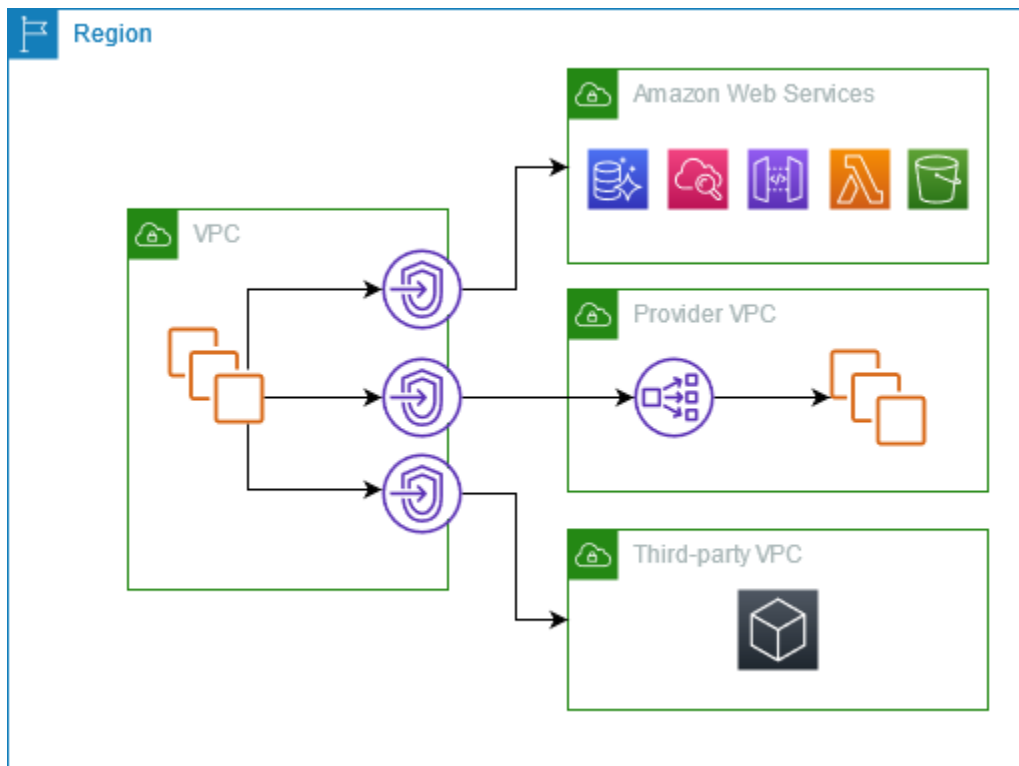 Region
Amazon Web Services
VPC
Provider VPC
Third-party VPC